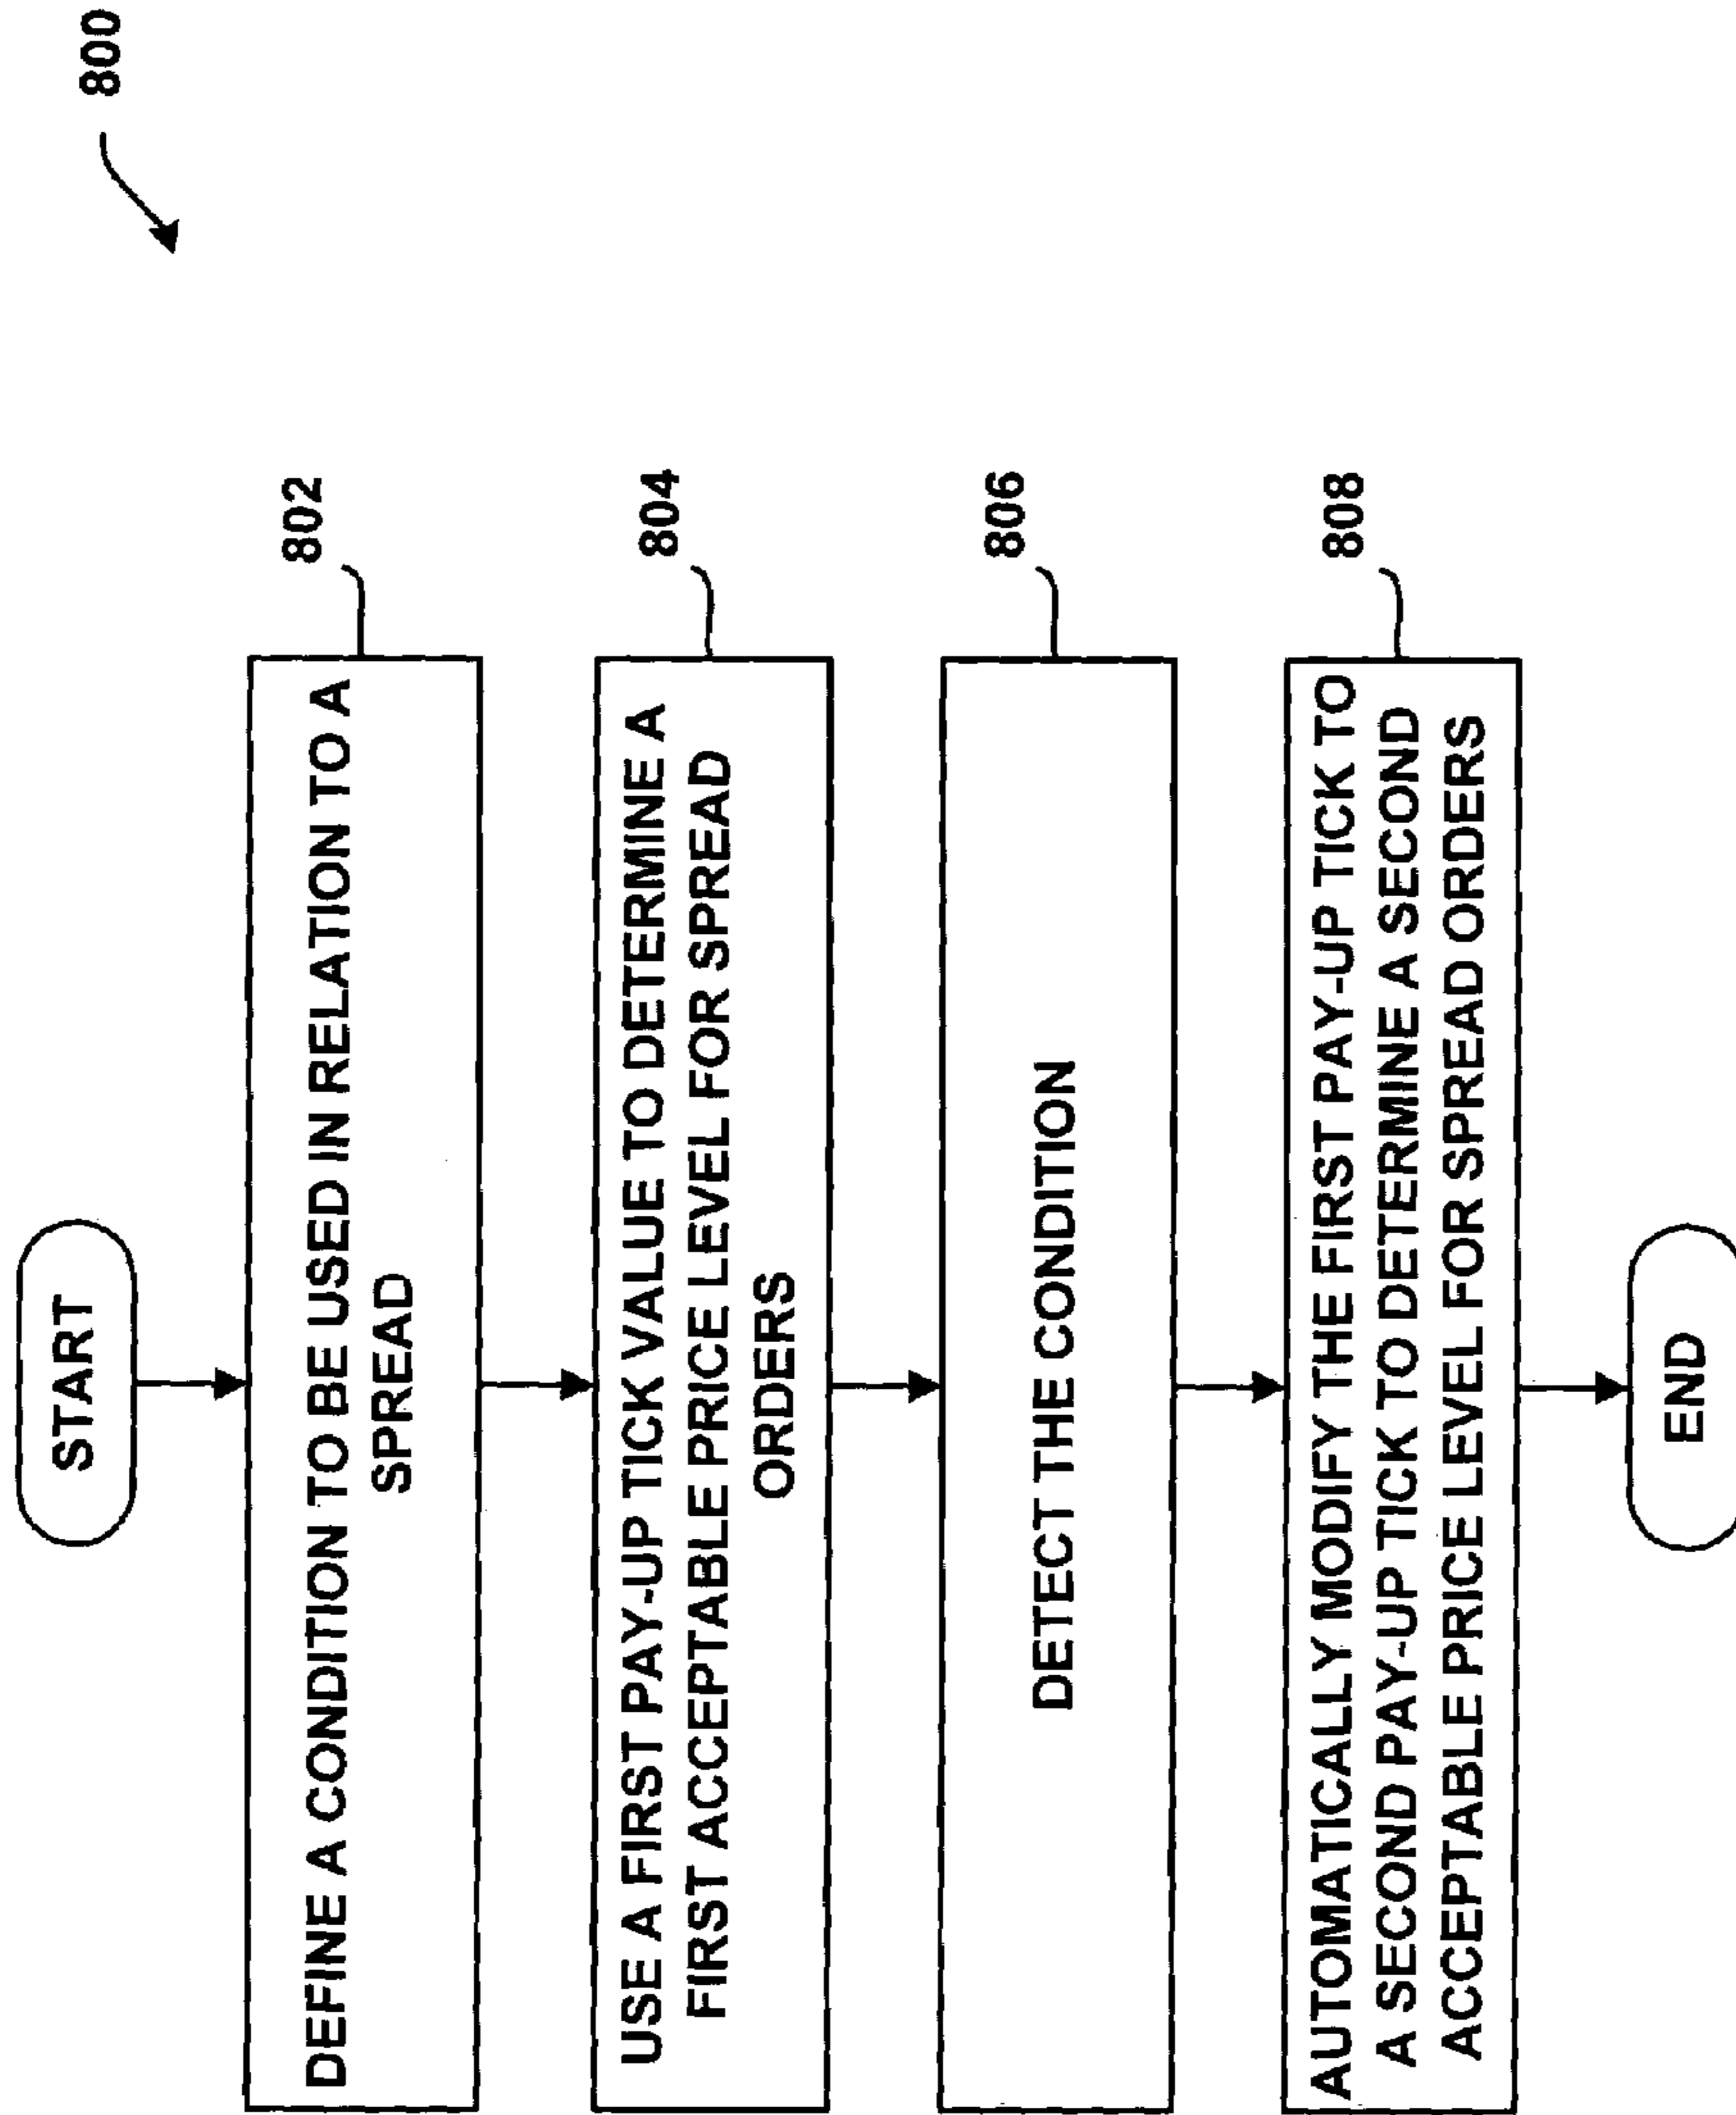 800
START
DEFINE A CONDITION TO BE USED IN RELATION TO A
SPREAD
802
USE A FIRST PAY-UP TICK VALUE TO DETERMINE A
FIRST ACCEPTABLE PRICE LEVEL FOR SPREAD
ORDERS
804
DETECT THE CONDITION
806
AUTOMATICALLY MODIFY THE FIRST PAY-UP TICK TO
A SECOND PAY-UP TICK TO DETERMINE A SECOND
ACCEPTABLE PRICE LEVEL FOR SPREAD ORDERS
808
END